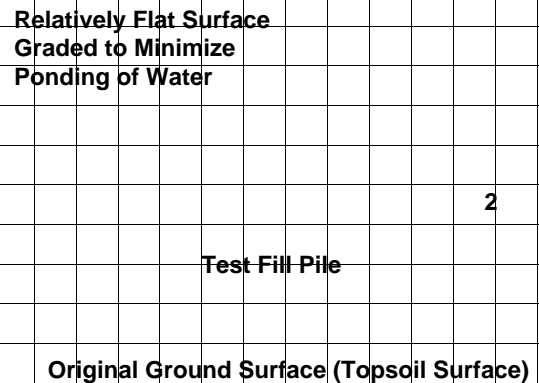 Relatively Flat Surface
Graded to Minimize
Ponding of Water
2
Test Fill Pile
Original Ground Surface (Topsoil Surface)